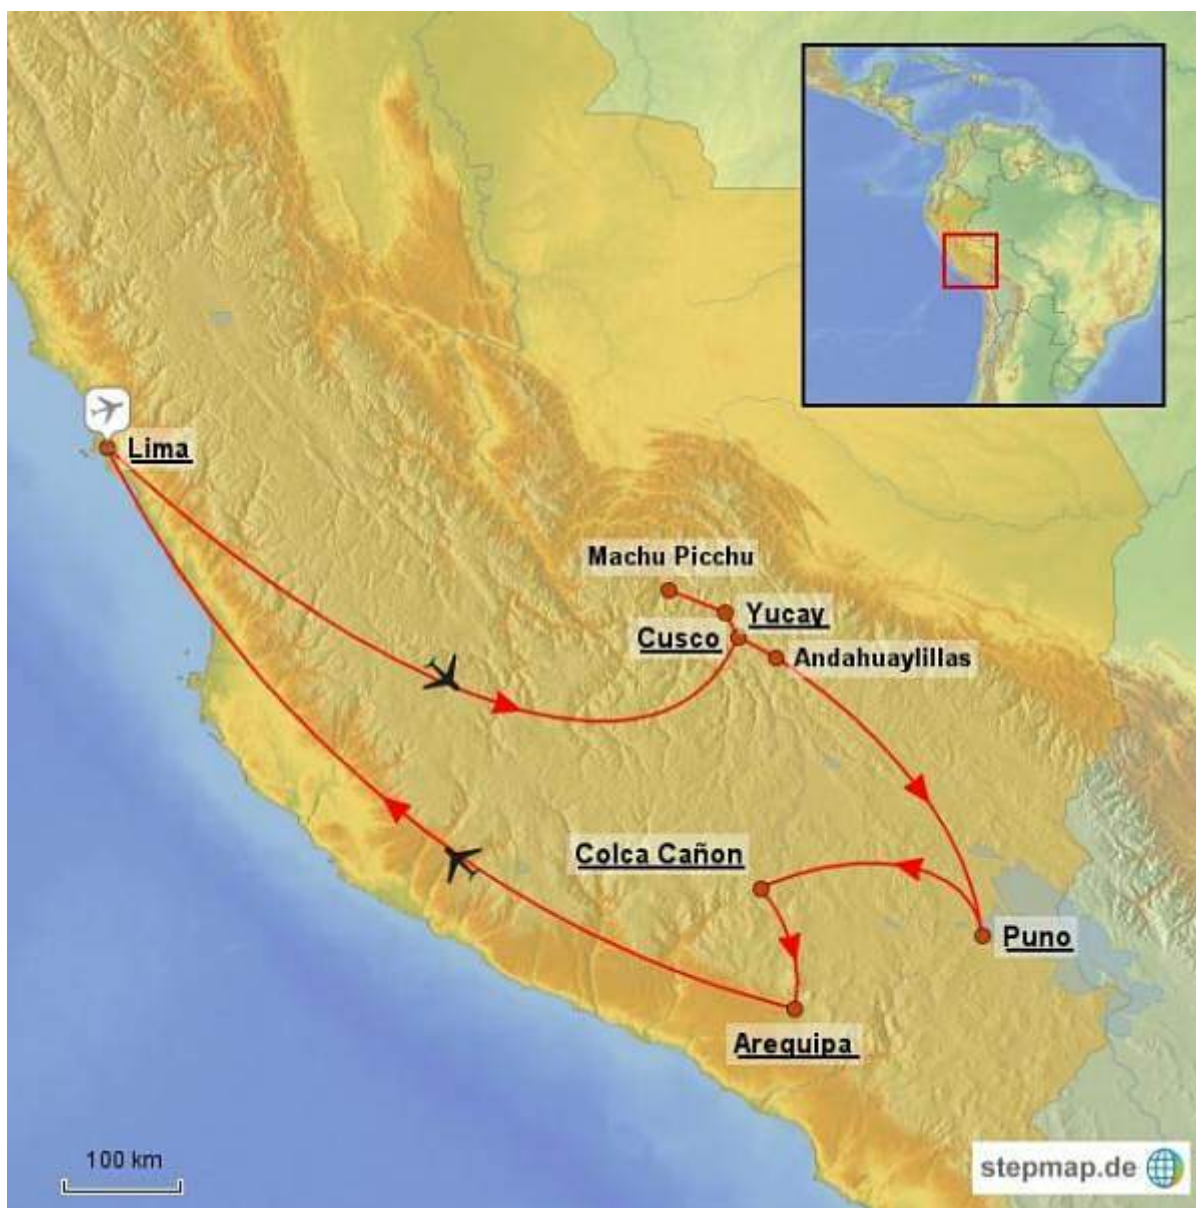 Lima
Machu Picchu
Yucay
Cusco
Andahuaylillas
Colca Cañon
Puno
Arequipa
100 km
stepmap.de